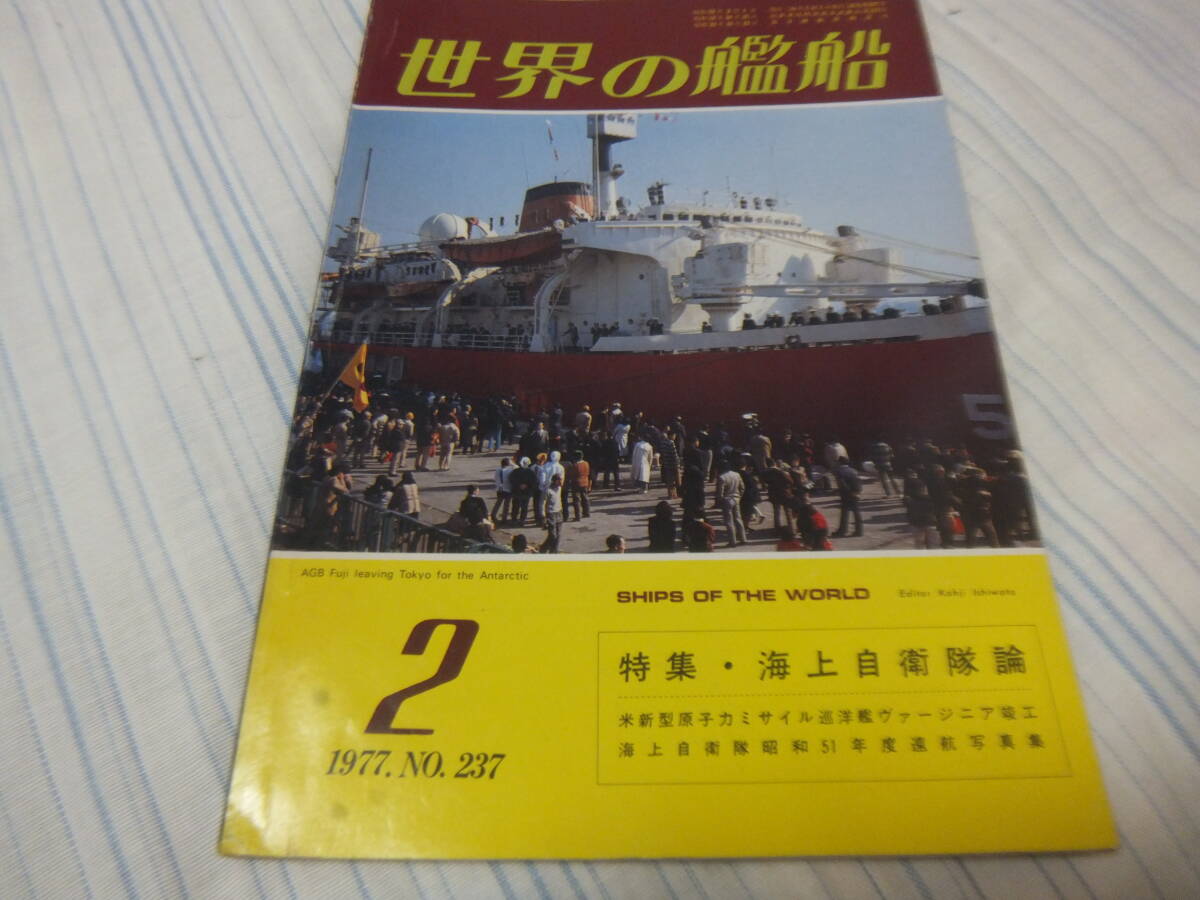 世界の艦船
5
AGB Fuji leaving Tokyo for the Antarctic
SHIPS OF THE WORLD Editor Kohji Ishiwata
2
1977. NO. 237
特集・海上自衛隊論
米新型原子力ミサイル巡洋艦ヴァージニア竣工
海上自衛隊昭和51年度遠航写真集